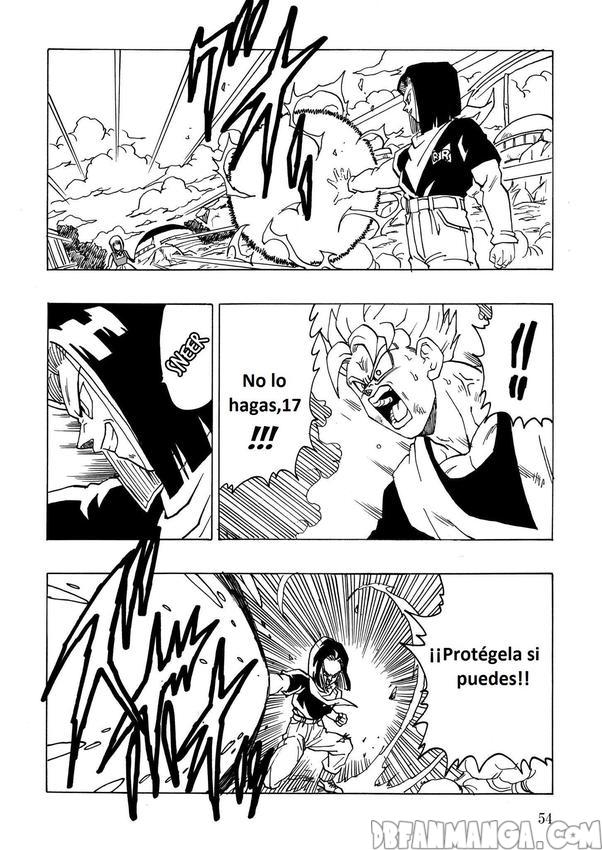 SNEER
No lo
hagas,17
!!!
!!
¡¡Protégela si
puedes!!
54
DBFANMANGA.COM